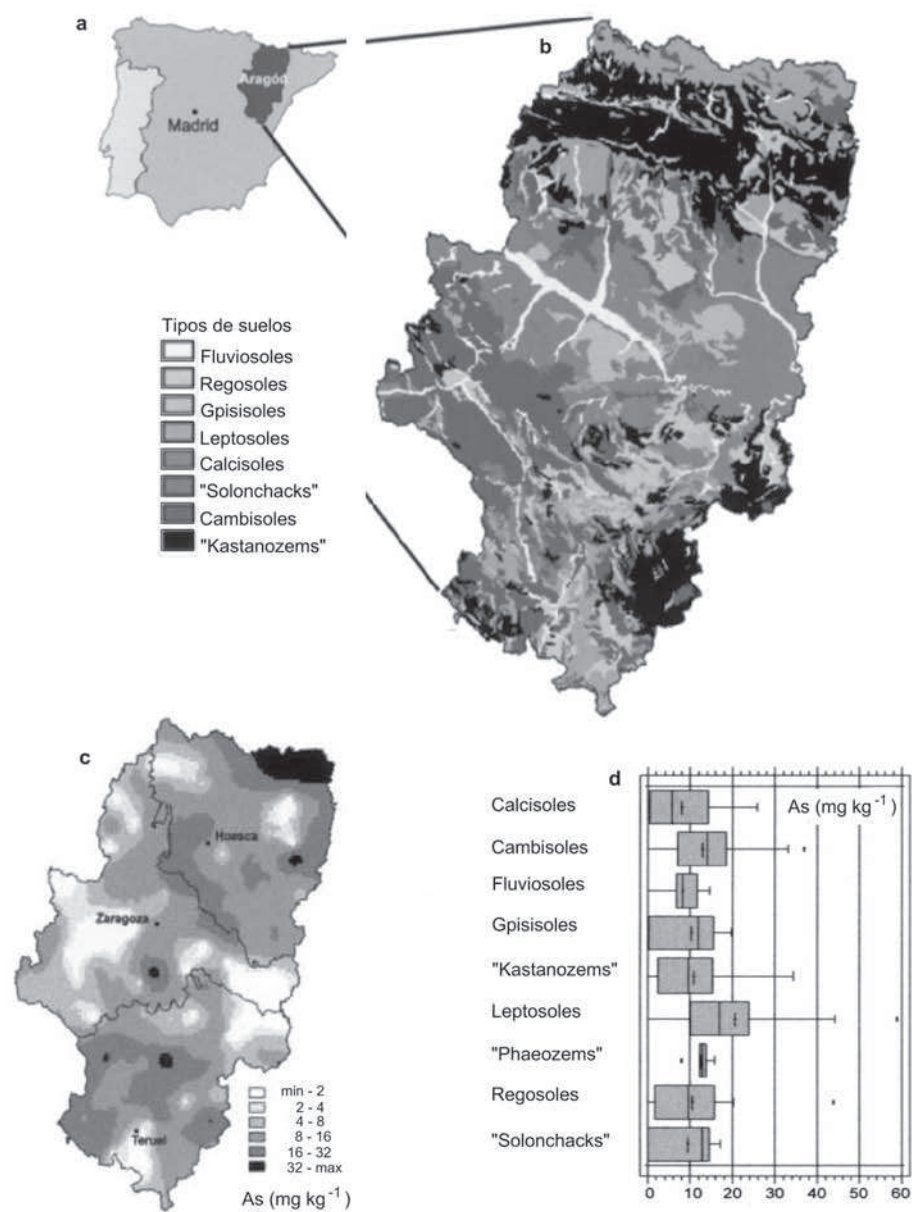 a
Aragón
Madrid
b
Tipos de suelos
Fluviosoles
Regosoles
Gpisisoles
Leptosoles
Calcisoles
"Solonchacks"
Cambisoles
"Kastanozems"
c
Huesca
Zaragoza
Teruel
min - 2
2 - 4
4 - 8
8 - 16
16 - 32
32 - max
As (mg kg⁻¹)
d
As (mg kg⁻¹)
Calcisoles
Cambisoles
Fluviosoles
Gpisisoles
"Kastanozems"
Leptosoles
"Phaeozems"
Regosoles
"Solonchacks"
0 10 20 30 40 50 60